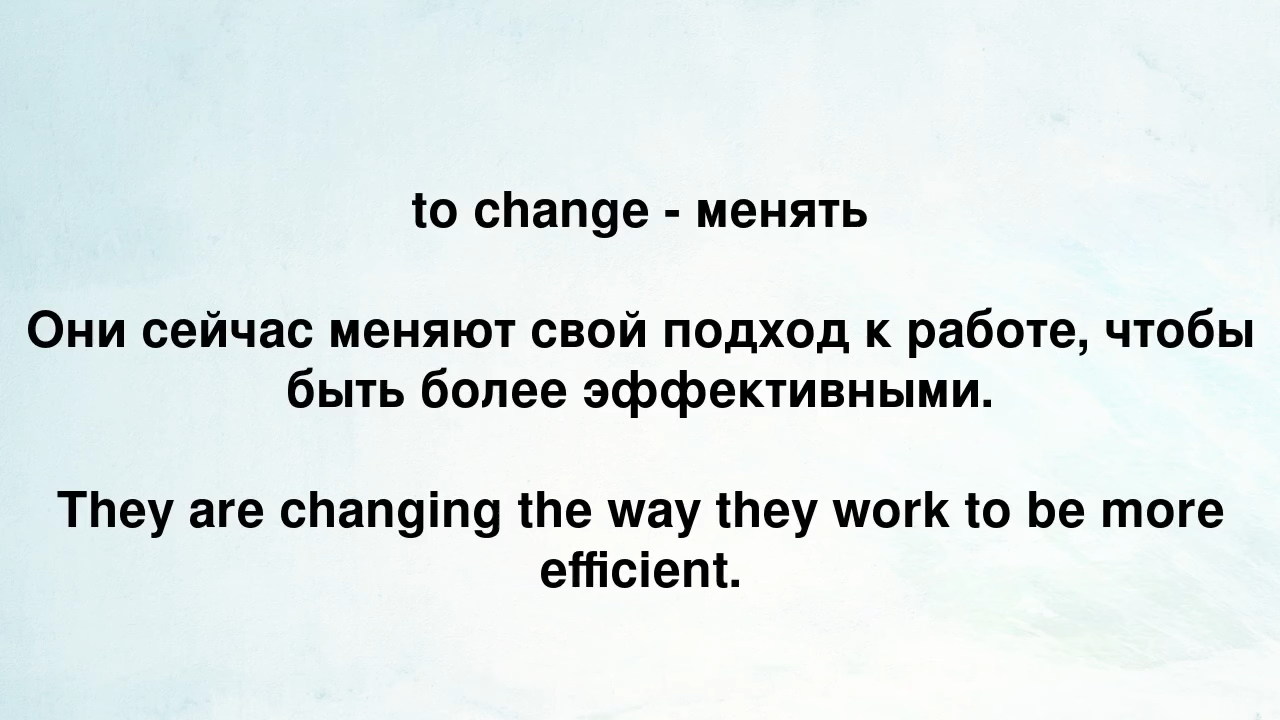 to change - менять
Они сейчас меняют свой подход к работе, чтобы
быть более эффективными.
They are changing the way they work to be more
efficient.